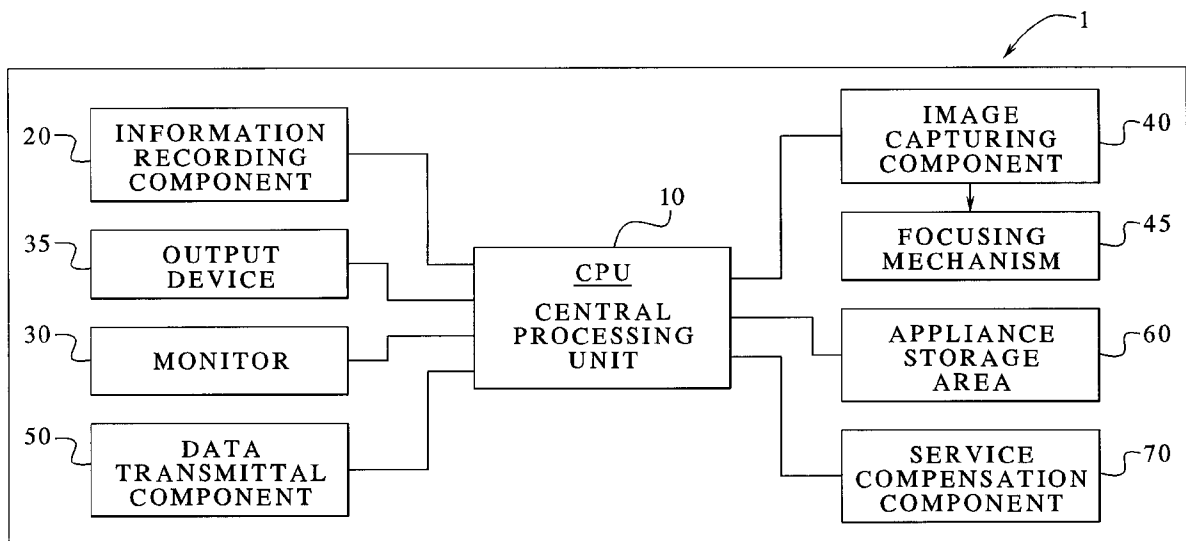 1
20
INFORMATION
RECORDING
COMPONENT
35
OUTPUT
DEVICE
30
MONITOR
50
DATA
TRANSMITTAL
COMPONENT
10
CPU
CENTRAL
PROCESSING
UNIT
IMAGE
CAPTURING
COMPONENT
40
FOCUSING
MECHANISM
45
APPLIANCE
STORAGE
AREA
60
SERVICE
COMPENSATION
COMPONENT
70